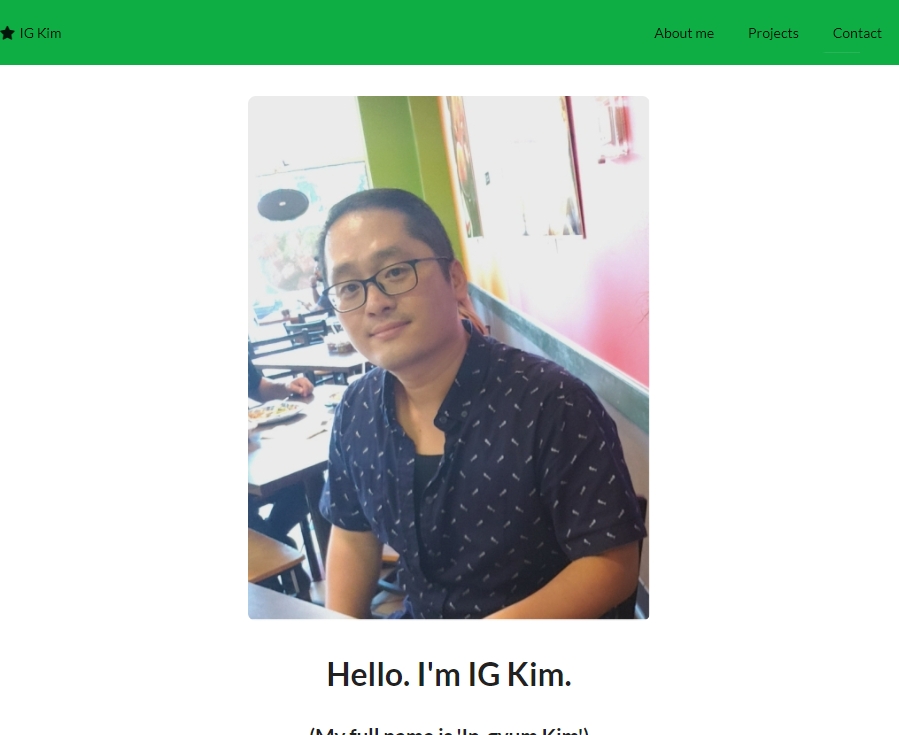 IG Kim
About me
Projects
Contact
Hello. I'm IG Kim.
(My full name is 'In-gyum Kim')